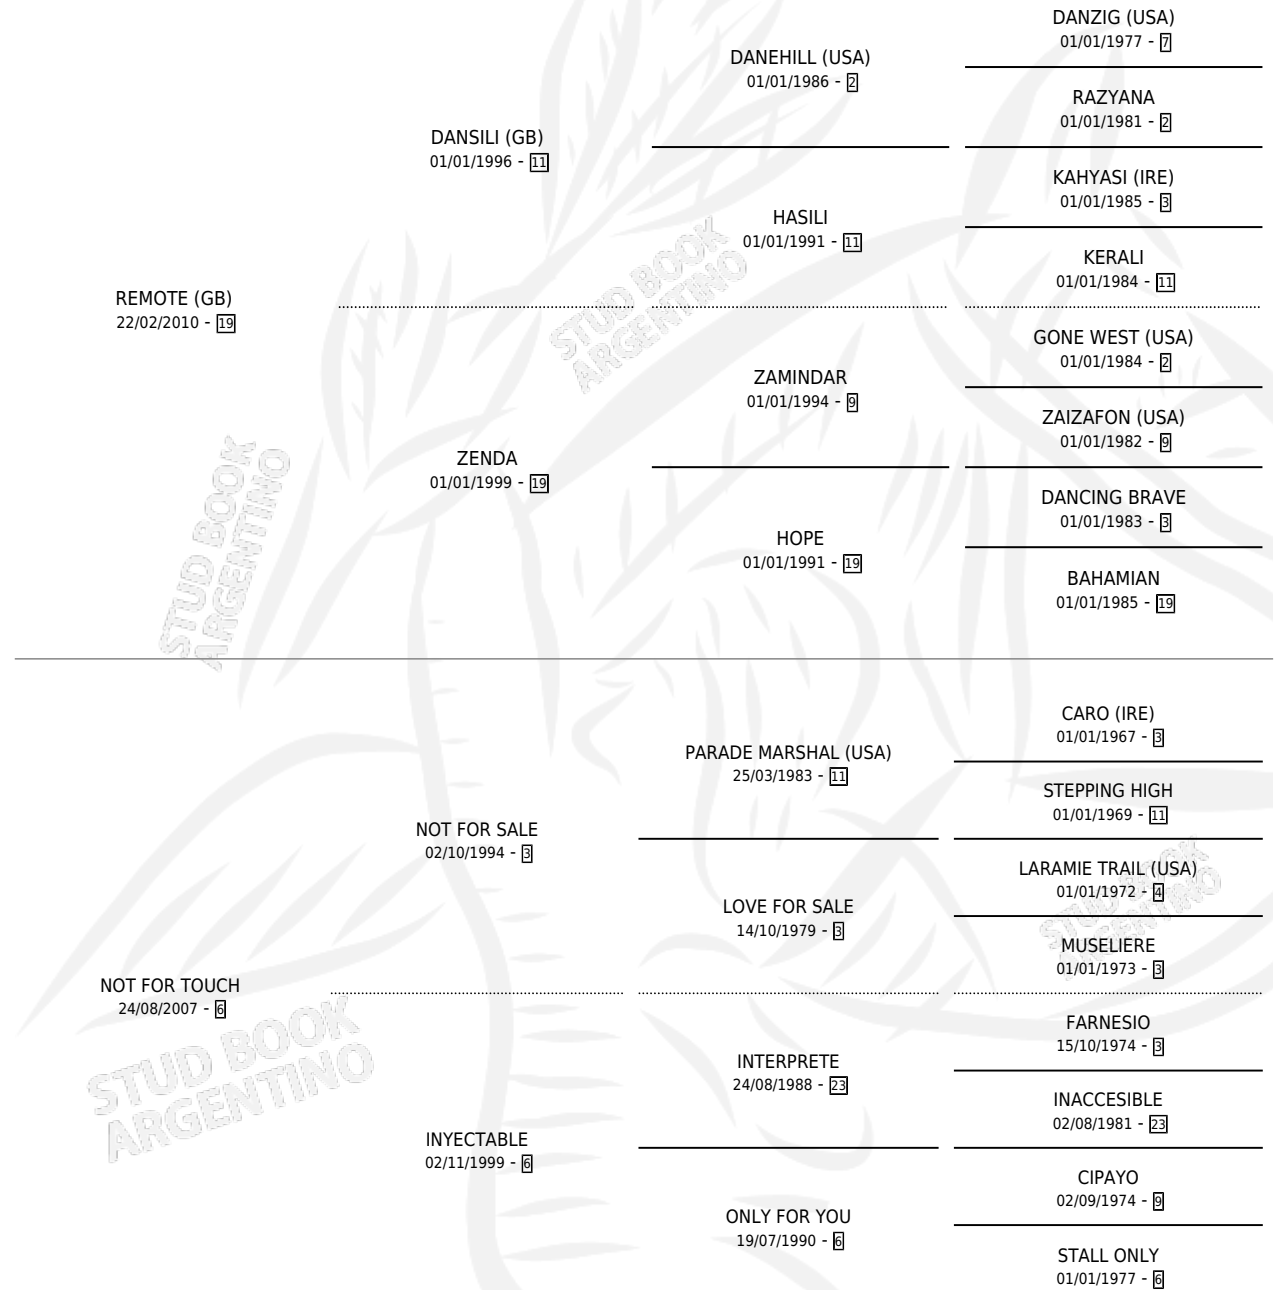 DANZIG (USA)
01/01/1977 - 7
DANEHILL (USA)
01/01/1986 - 2
RAZYANA
01/01/1981 - 2
DANSILI (GB)
01/01/1996 - 11
KAHYASI (IRE)
01/01/1985 - 3
HASILI
01/01/1991 - 11
KERALI
01/01/1984 - 11
REMOTE (GB)
22/02/2010 - 19
GONE WEST (USA)
01/01/1984 - 2
ZAMINDAR
01/01/1994 - 9
ZAIZAFON (USA)
01/01/1982 - 9
ZENDA
01/01/1999 - 19
DANCING BRAVE
01/01/1983 - 3
HOPE
01/01/1991 - 19
BAHAMIAN
01/01/1985 - 19
STUD BOOK
ARGENTINO
STUD BOOK
ARGENTINO
CARO (IRE)
01/01/1967 - 3
PARADE MARSHAL (USA)
25/03/1983 - 11
STEPPING HIGH
01/01/1969 - 11
NOT FOR SALE
02/10/1994 - 3
LARAMIE TRAIL (USA)
01/01/1972 - 4
LOVE FOR SALE
14/10/1979 - 3
MUSELIERE
01/01/1973 - 3
NOT FOR TOUCH
24/08/2007 - 6
FARNESIO
15/10/1974 - 3
INTERPRETE
24/08/1988 - 23
INACCESIBLE
02/08/1981 - 23
INYECTABLE
02/11/1999 - 6
CIPAYO
02/09/1974 - 9
ONLY FOR YOU
19/07/1990 - 6
STALL ONLY
01/01/1977 - 6
STUD BOOK
ARGENTINO
STUD BOOK
ARGENTINO